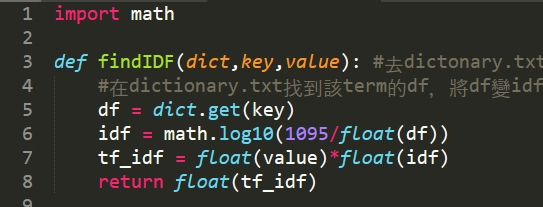 1 import math
2
3 def findIDF(dict,key,value): #去dictonary.txt
4 #在dictionary.txt找到該term的df，將df變idf
5 df = dict.get(key)
6 idf = math.log10(1095/float(df))
7 tf_idf = float(value)*float(idf)
8 return float(tf_idf)
9